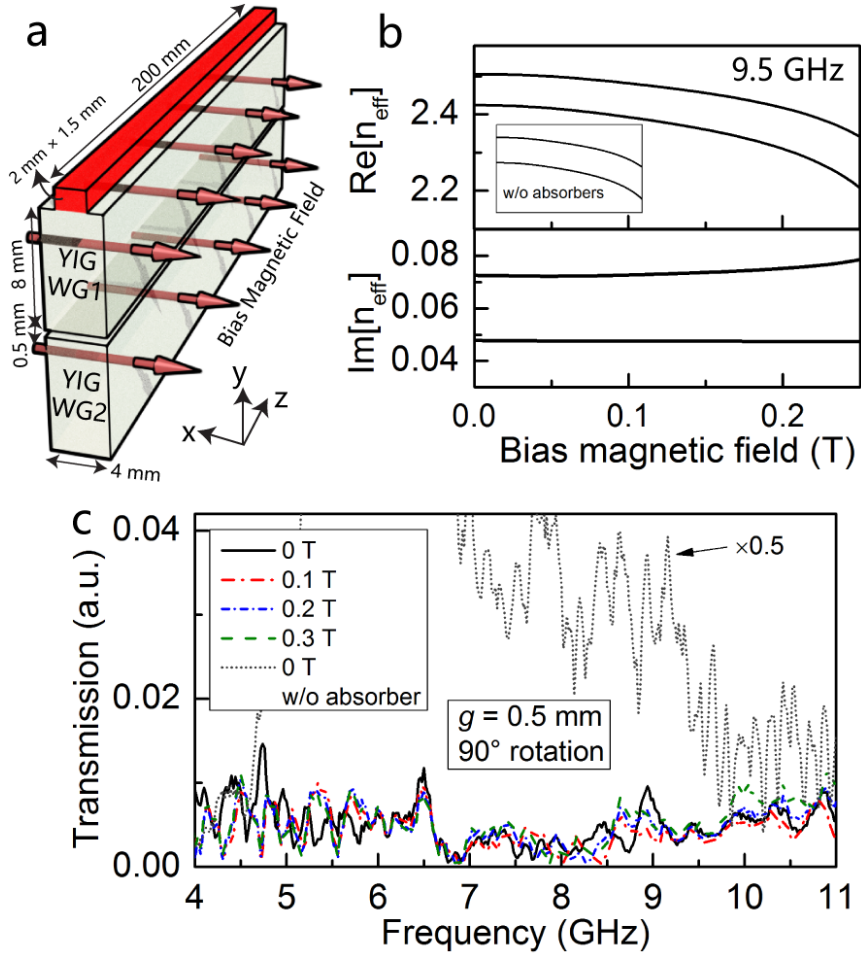 a
200 mm
2 mm × 1.5 mm
8 mm
0.5 mm
YIG
WG1
YIG
WG2
4 mm
Bias Magnetic Field
y
z
x
b
9.5 GHz
Re[n_eff]
2.4
2.2
w/o absorbers
Im[n_eff]
0.08
0.06
0.04
0.0
0.1
0.2
Bias magnetic field (T)
c
Transmission (a.u.)
0.04
0.02
0.00
0 T
0.1 T
0.2 T
0.3 T
0 T
w/o absorber
×0.5
g = 0.5 mm
90° rotation
4
5
6
7
8
9
10
11
Frequency (GHz)